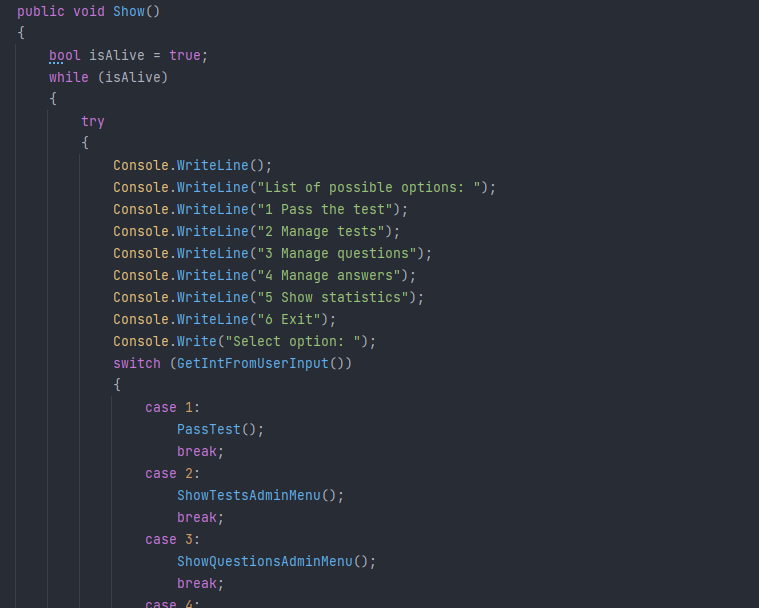 public void Show()
{
bool isAlive = true;
while (isAlive)
{
try
{
Console.WriteLine();
Console.WriteLine("List of possible options: ");
Console.WriteLine("1 Pass the test");
Console.WriteLine("2 Manage tests");
Console.WriteLine("3 Manage questions");
Console.WriteLine("4 Manage answers");
Console.WriteLine("5 Show statistics");
Console.WriteLine("6 Exit");
Console.Write("Select option: ");
switch (GetIntFromUserInput())
{
case 1:
PassTest();
break;
case 2:
ShowTestsAdminMenu();
break;
case 3:
ShowQuestionsAdminMenu();
break;
case 4: